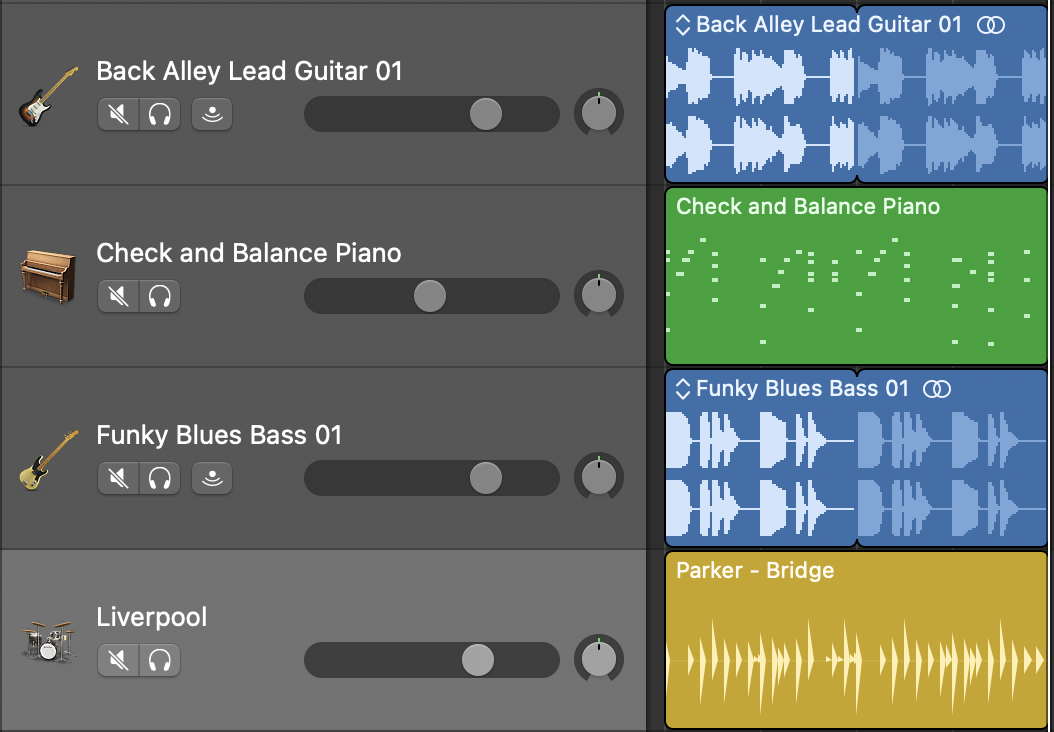 Back Alley Lead Guitar 01
Back Alley Lead Guitar 01
Check and Balance Piano
Check and Balance Piano
Funky Blues Bass 01
Funky Blues Bass 01
Liverpool
Parker - Bridge